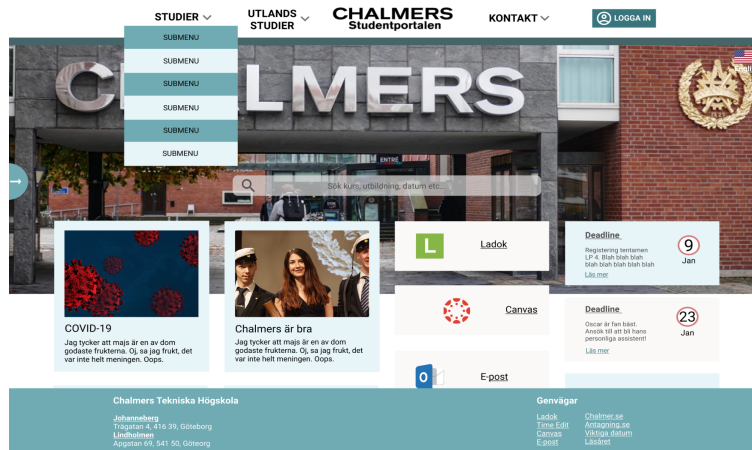 STUDIER
UTLANDS
STUDIER
CHALMERS
Studentportalen
KONTAKT
LOGGA IN
SUBMENU
SUBMENU
SUBMENU
SUBMENU
SUBMENU
SUBMENU
C LMERS
ENTRÉ
Sök kurs, utbildning, datum etc...
COVID-19
Jag tycker att majs är en av dom
godaste frukterna. Oj, sa jag frukt, det
var inte helt meningen. Oops.
Chalmers är bra
Jag tycker att majs är en av dom
godaste frukterna. Oj, sa jag frukt, det
var inte helt meningen. Oops.
L
Ladok
Canvas
O
E-post
Deadline
Registering tentamen
LP 4. Blah blah blah
blah blah blah blah blah
Läs mer
9
Jan
Deadline
Oscar är fan bäst.
Ansök till att bli hans
personliga assistent!
Läs mer
23
Jan
Chalmers Tekniska Högskola
Johanneberg
Trägatan 4, 416 39, Göteborg
Lindholmen
Apgatan 69, 541 50, Göteorg
Genvägar
Ladok
Time Edit
Canvas
E-post
Chalmer.se
Antagning.se
Viktiga datum
Läsåret